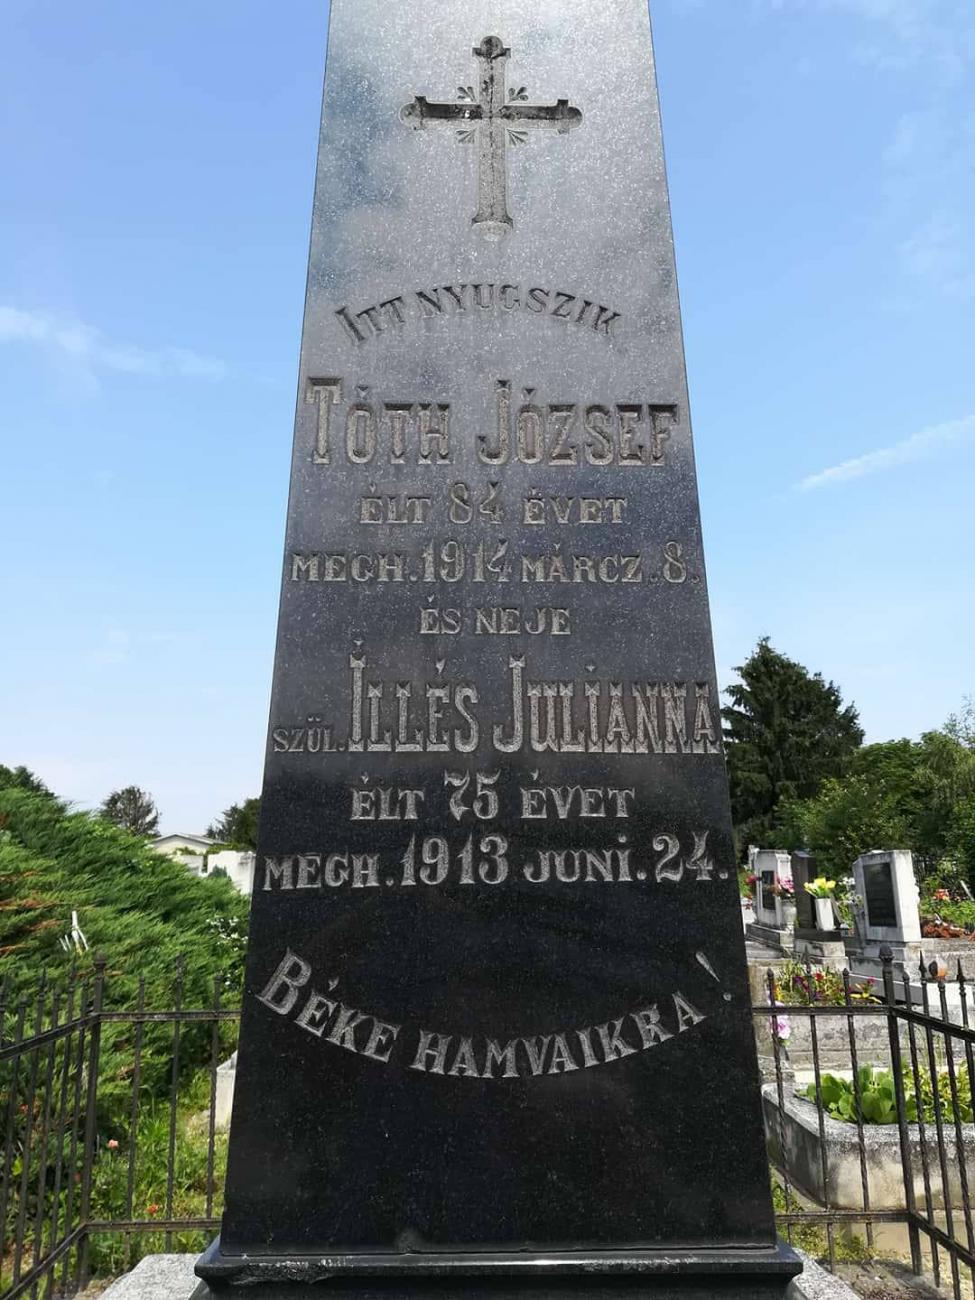 ITT NYUGSZIK
TÓTH JÓZSEF
ÉLT 84 ÉVET
MEGH. 1914 MÁRCZ. 8.
ÉS NEJE
SZÜL. ILLÉS JULIÁNNA
ÉLT 75 ÉVET
MEGH. 1913 JUNI. 24.
BÉKE HAMVAIKRA!